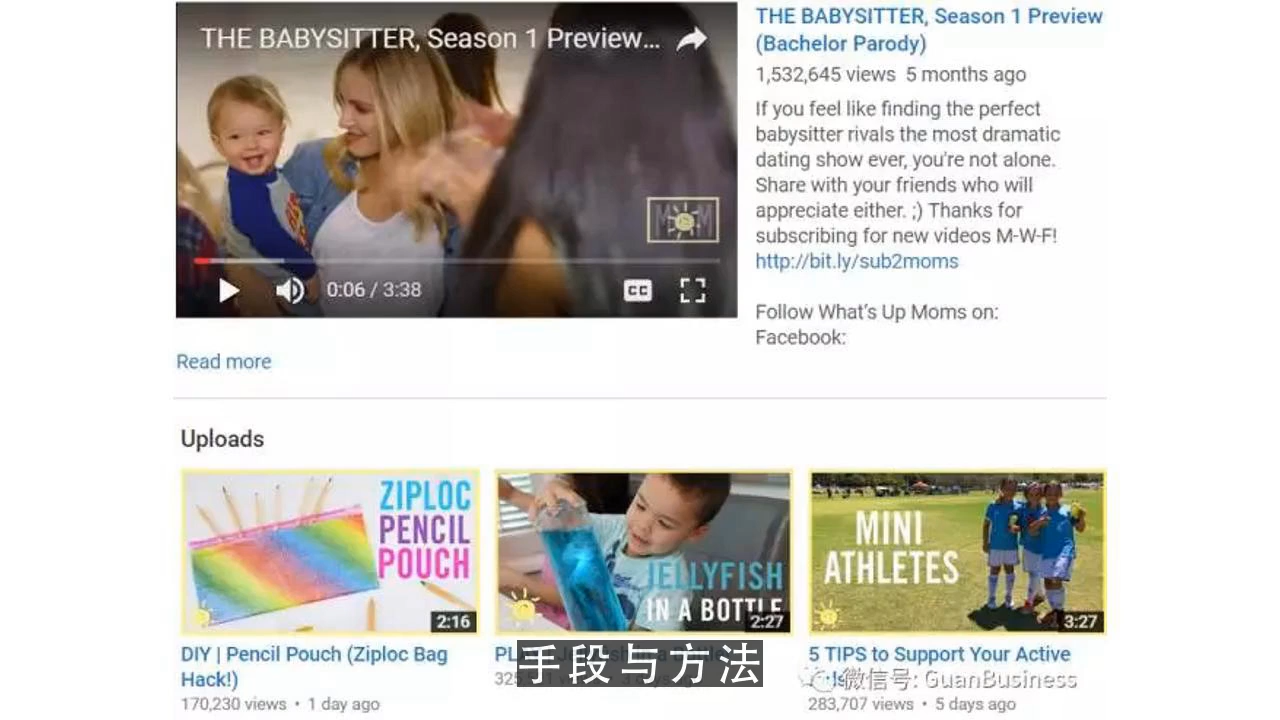 THE BABYSITTER, Season 1 Preview...
0:06 / 3:38
CC
THE BABYSITTER, Season 1 Preview
(Bachelor Parody)
1,532,645 views 5 months ago
If you feel like finding the perfect
babysitter rivals the most dramatic
dating show ever, you're not alone.
Share with your friends who will
appreciate either. ;) Thanks for
subscribing for new videos M-W-F!
http://bit.ly/sub2moms
Follow What's Up Moms on:
Facebook:
Read more
Uploads
ZIPLOC
PENCIL
POUCH
2:16
JELLYFISH
IN A BOTTLE
2:27
MINI
ATHLETES
3:27
DIY | Pencil Pouch (Ziploc Bag
Hack!)
170,230 views • 1 day ago
手段与方法
5 TIPS to Support Your Active
微信号: GuanBusiness
283,707 views • 5 days ago